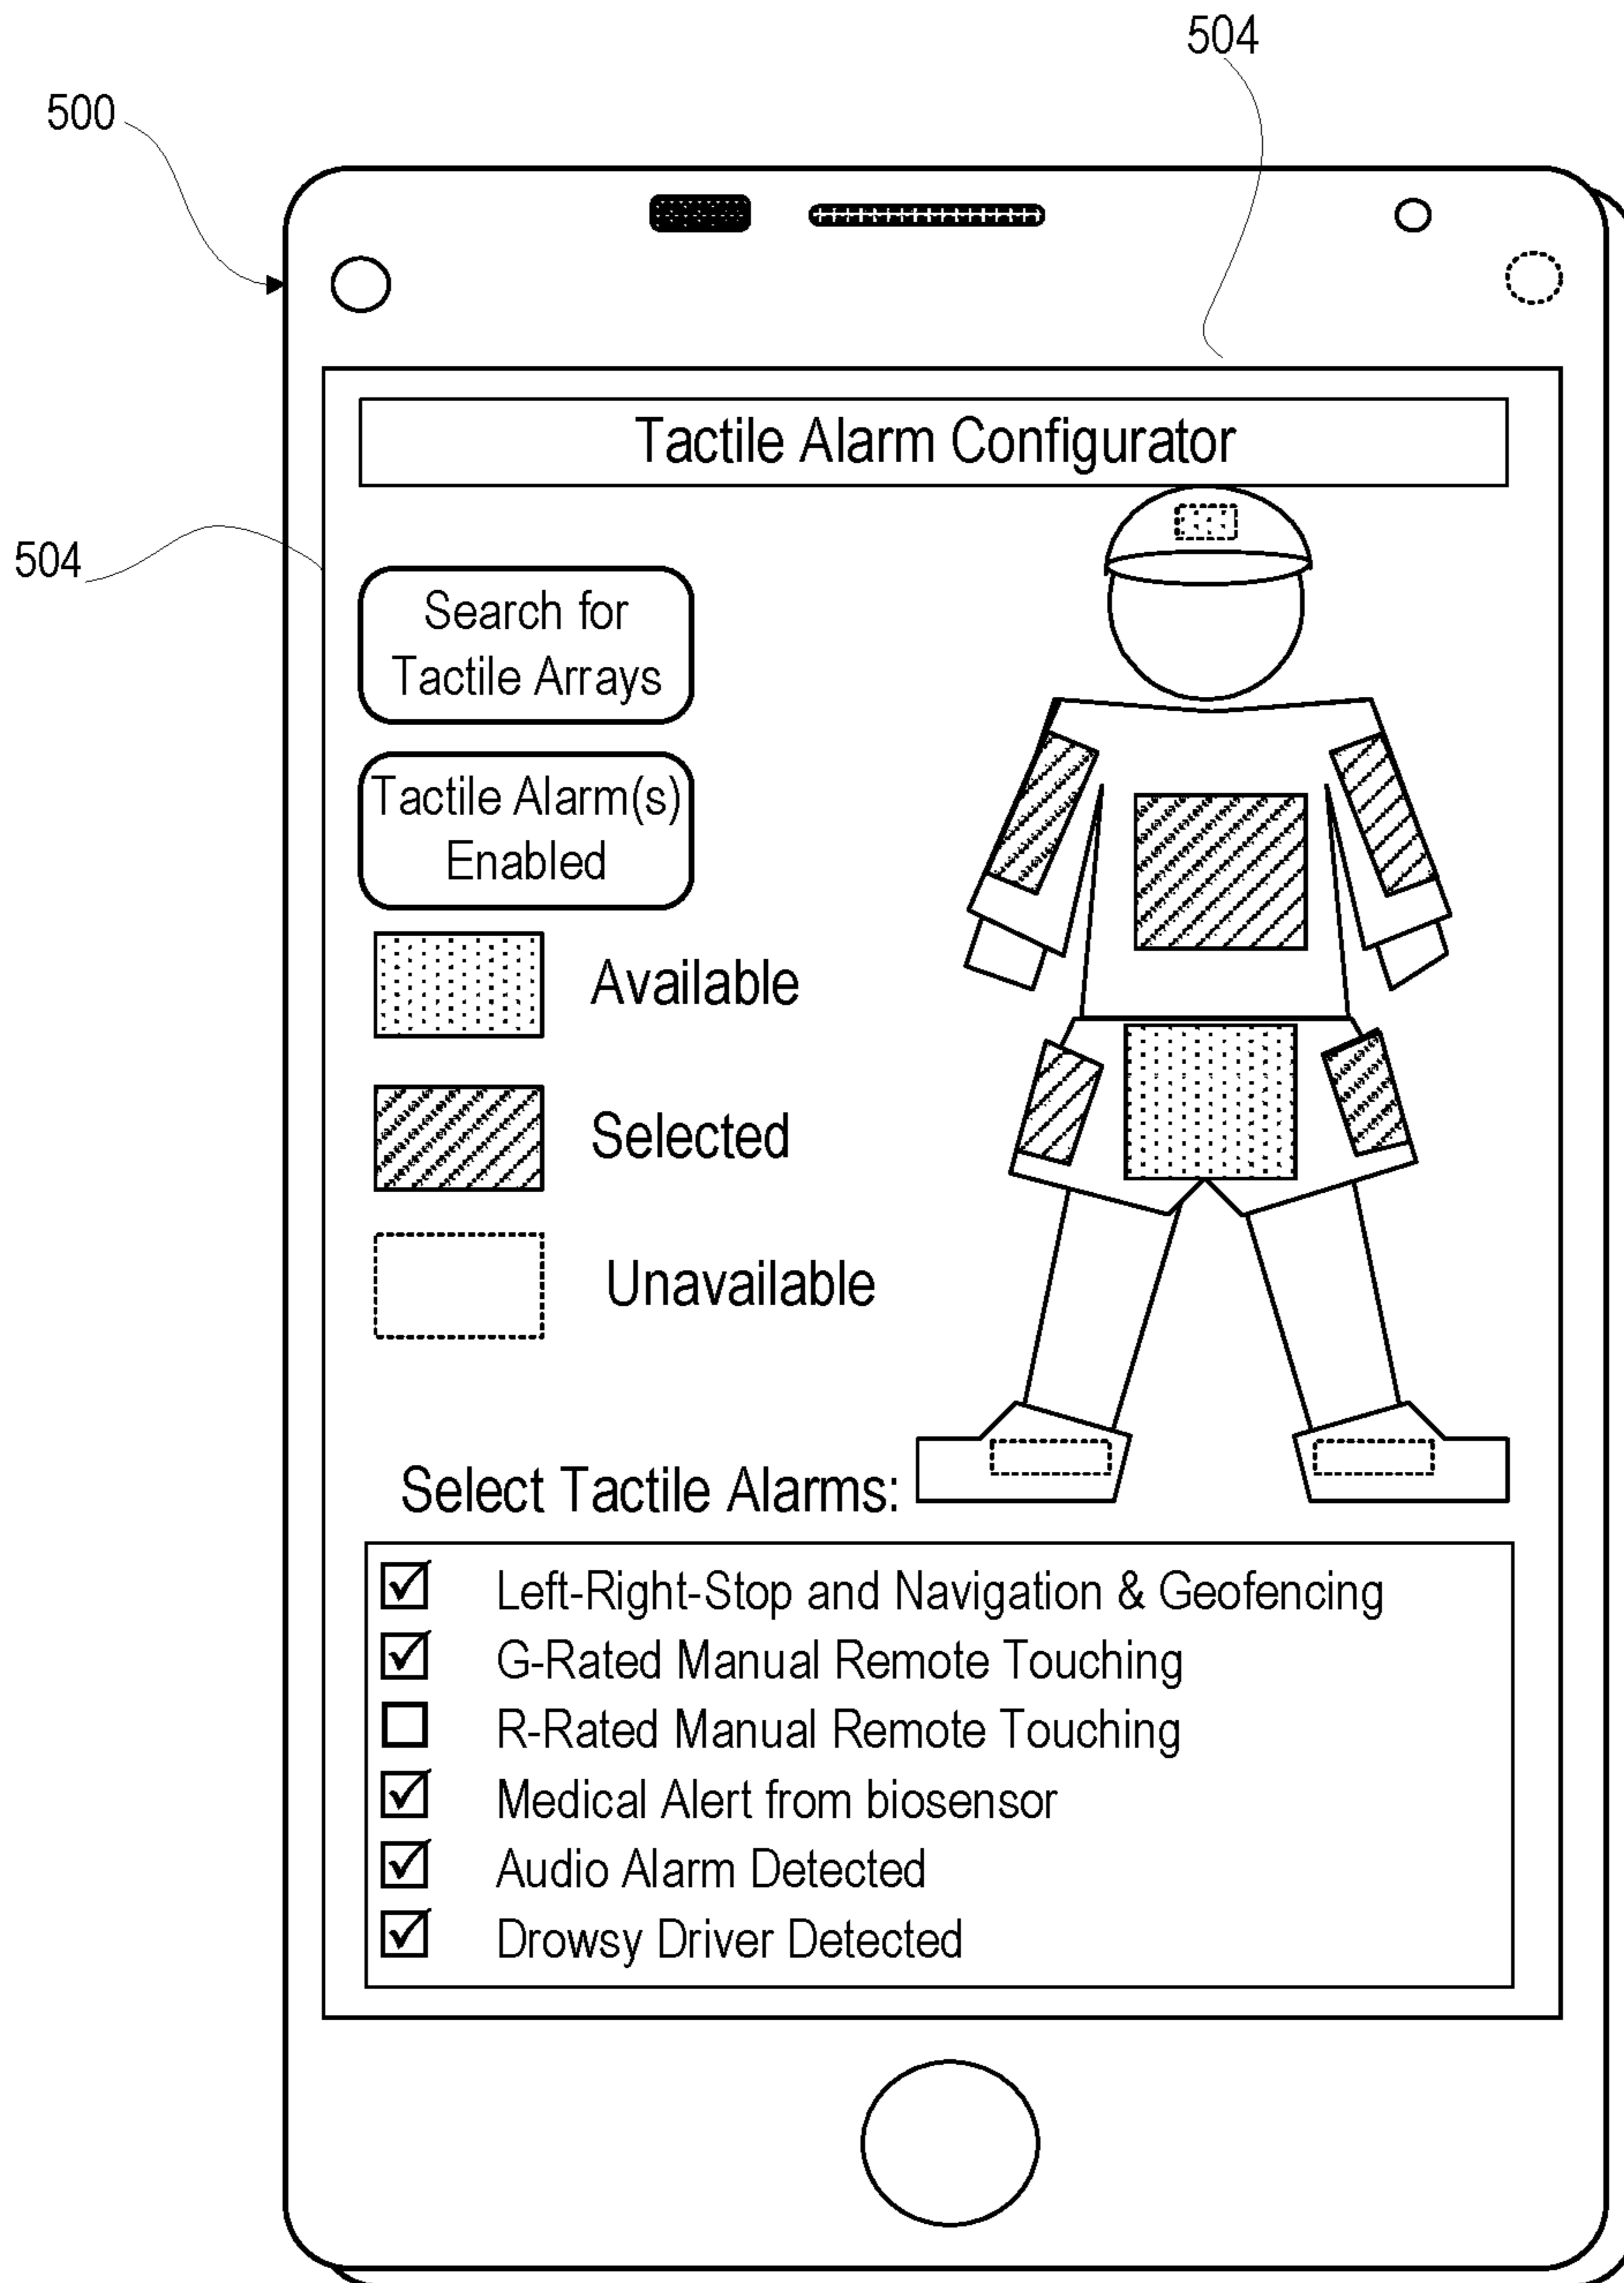 504
500
Tactile Alarm Configurator
504
Search for
Tactile Arrays
Tactile Alarm(s)
Enabled
Available
Selected
Unavailable
Select Tactile Alarms:
Left-Right-Stop and Navigation & Geofencing
G-Rated Manual Remote Touching
R-Rated Manual Remote Touching
Medical Alert from biosensor
Audio Alarm Detected
Drowsy Driver Detected